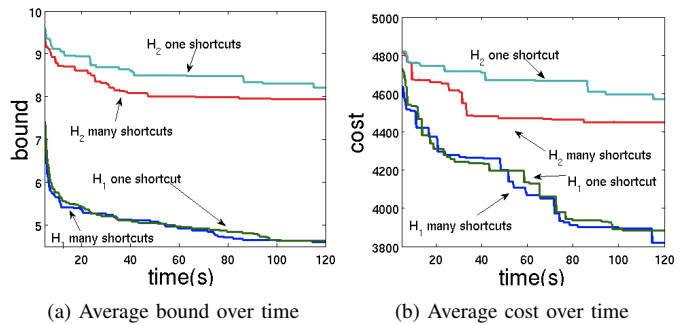 10
9
8
7
6
5
bound
H2 one shortcuts
H2 many shortcuts
H1 one shortcut
H1 many shortcuts
20 40 60 80 100 120
time(s)
(a) Average bound over time
5000
4800
4600
4400
4200
4000
3800
cost
H2 one shortcut
H2 many shortcuts
H1 one shortcut
H1 many shortcuts
20 40 60 80 100 120
time(s)
(b) Average cost over time